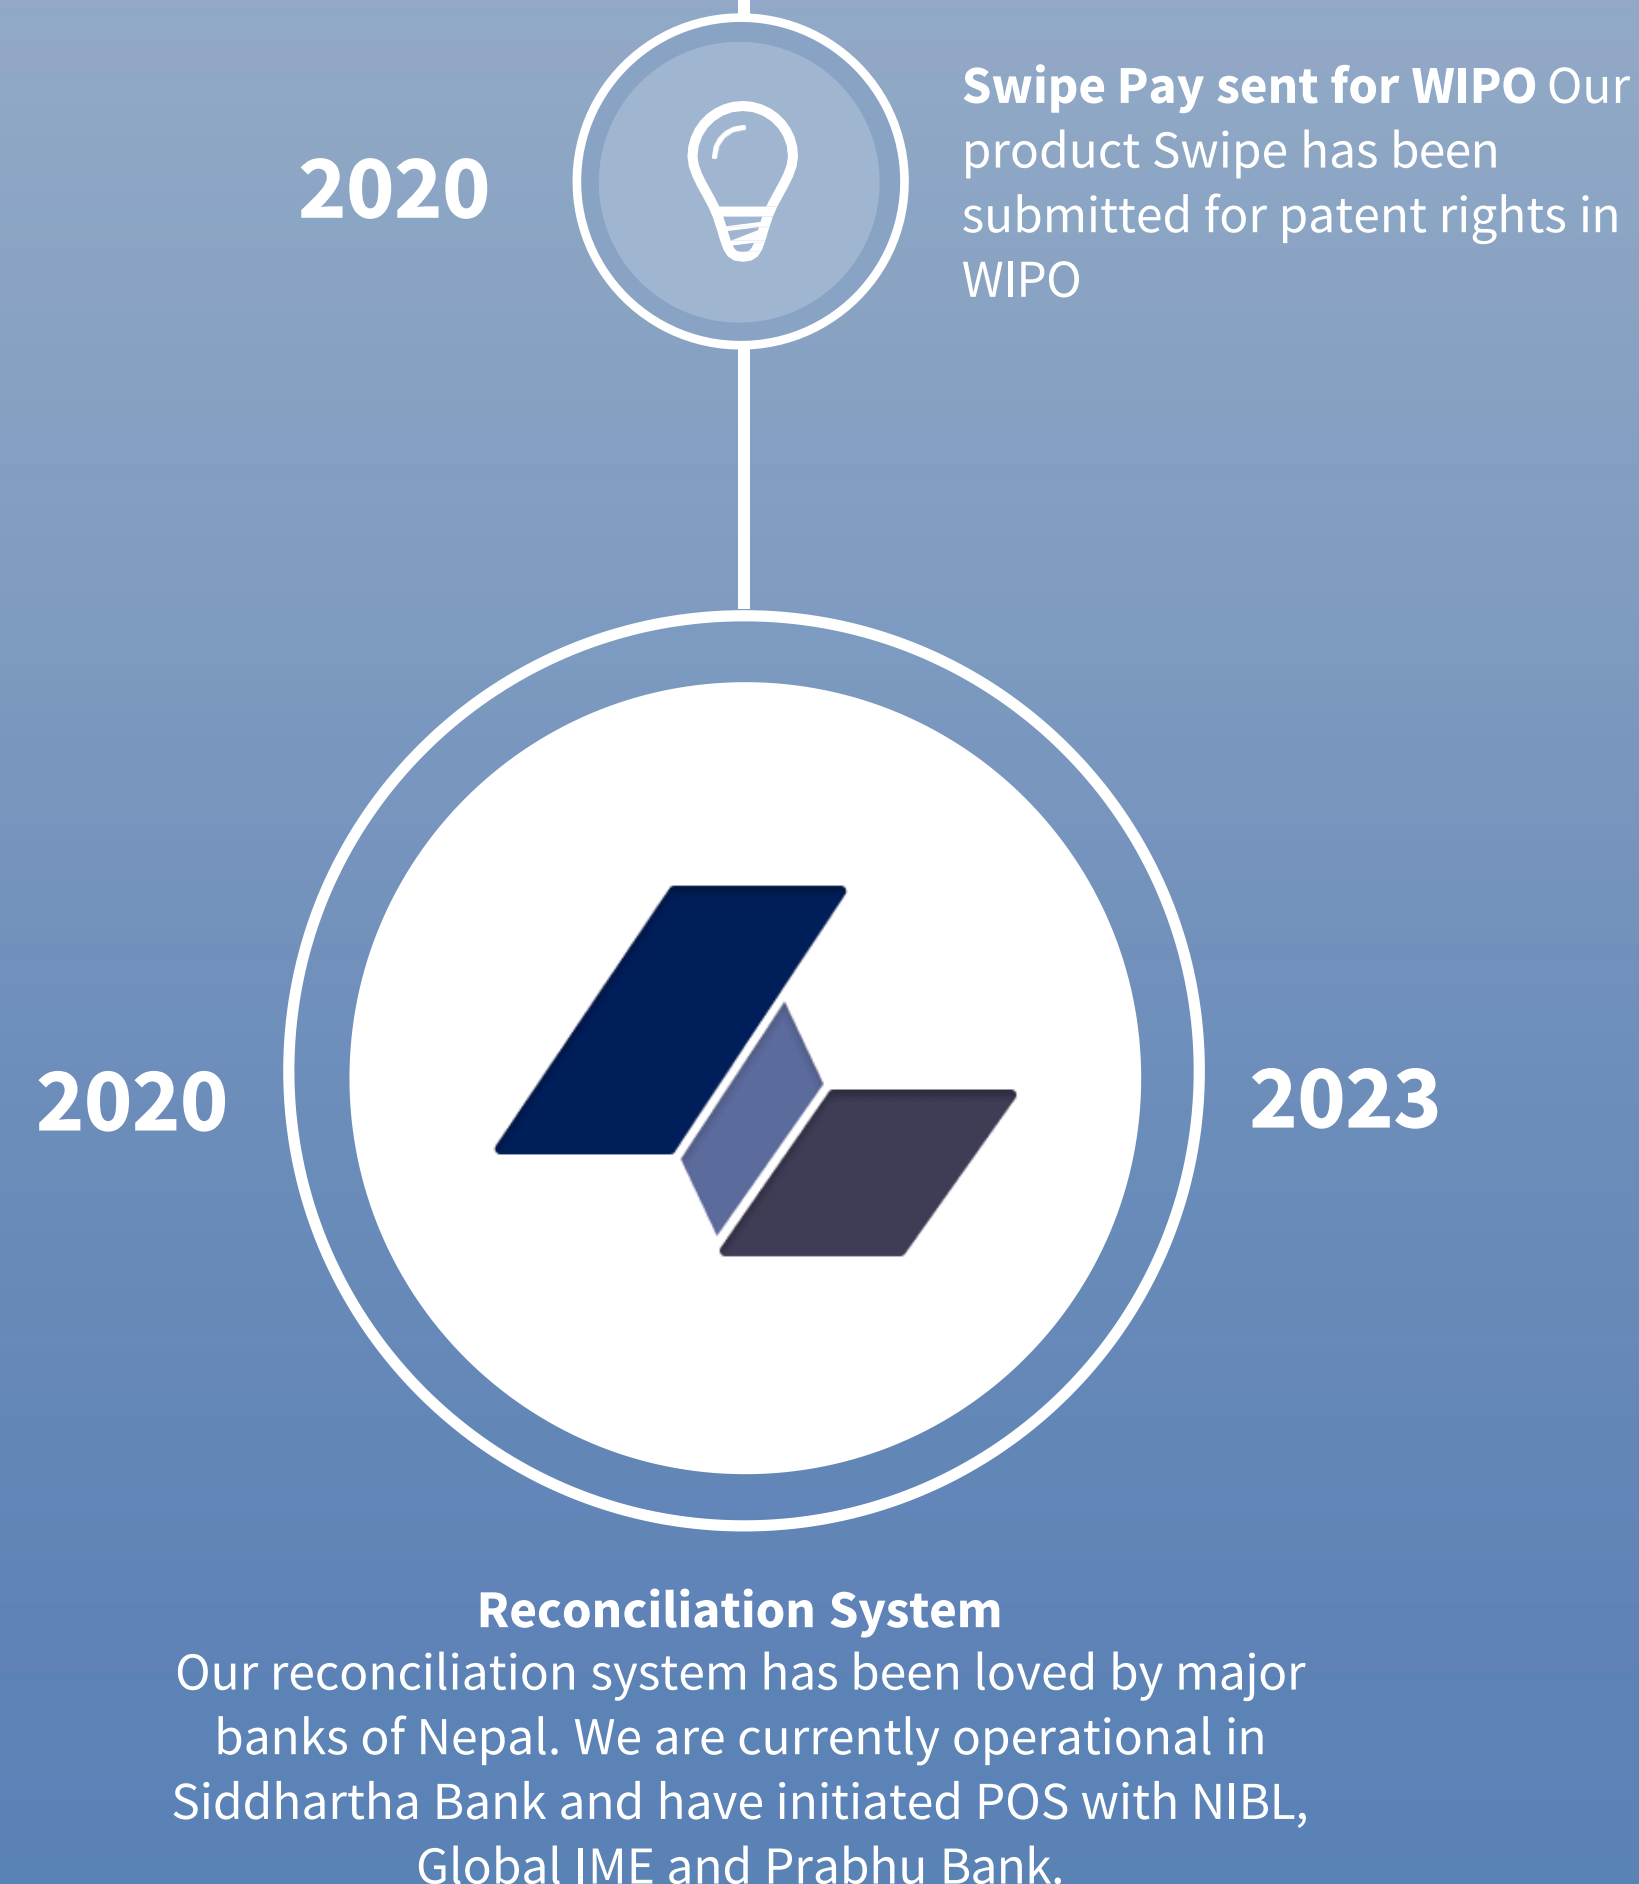 2020
Swipe Pay sent for WIPO Our
product Swipe has been
submitted for patent rights in
WIPO
2020
2023
Reconciliation System
Our reconciliation system has been loved by major
banks of Nepal. We are currently operational in
Siddhartha Bank and have initiated POS with NIBL,
Global IME and Prabhu Bank.